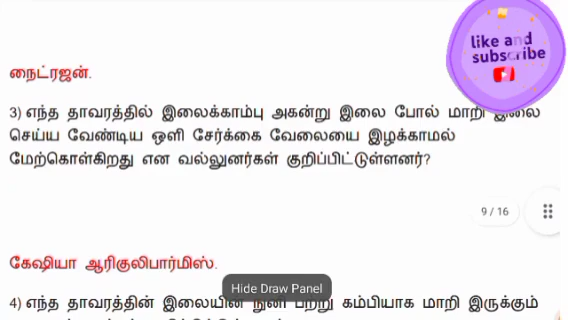 like and
subscribe
நைட்ரஜன்.
3) எந்த தாவரத்தில் இலைக்காம்பு அகன்று இலை போல் மாறி இலை
செய்ய வேண்டிய ஒளி சேர்க்கை வேலையை இழக்காமல்
மேற்கொள்கிறது என வல்லுனர்கள் குறிப்பிட்டுள்ளனர்?
9 / 16
கேஷியா ஆரிகுலிபார்மிஸ்.
Hide Draw Panel
4) எந்த தாவரத்தின் இலையின் நுனி பற்று கம்பியாக மாறி இருக்கும்